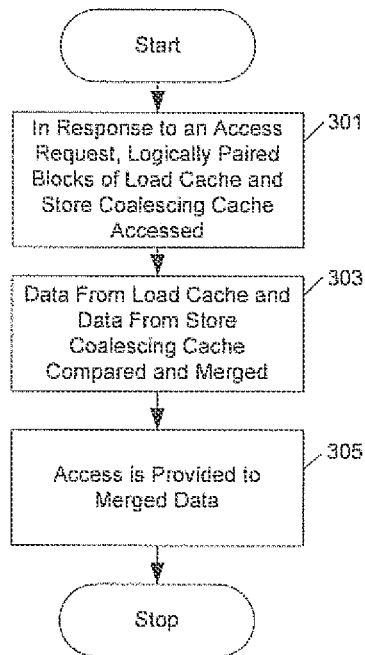 Start
301
In Response to an Access
Request, Logically Paired
Blocks of Load Cache and
Store Coalescing Cache
Accessed
303
Data From Load Cache and
Data From Store
Coalescing Cache
Compared and Merged
305
Access is Provided to
Merged Data
Stop